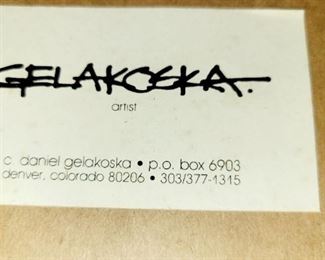 GELAKOSKA.
artist
c. daniel gelakoska • p.o. box 6903
denver, colorado 80206 • 303/377-1315